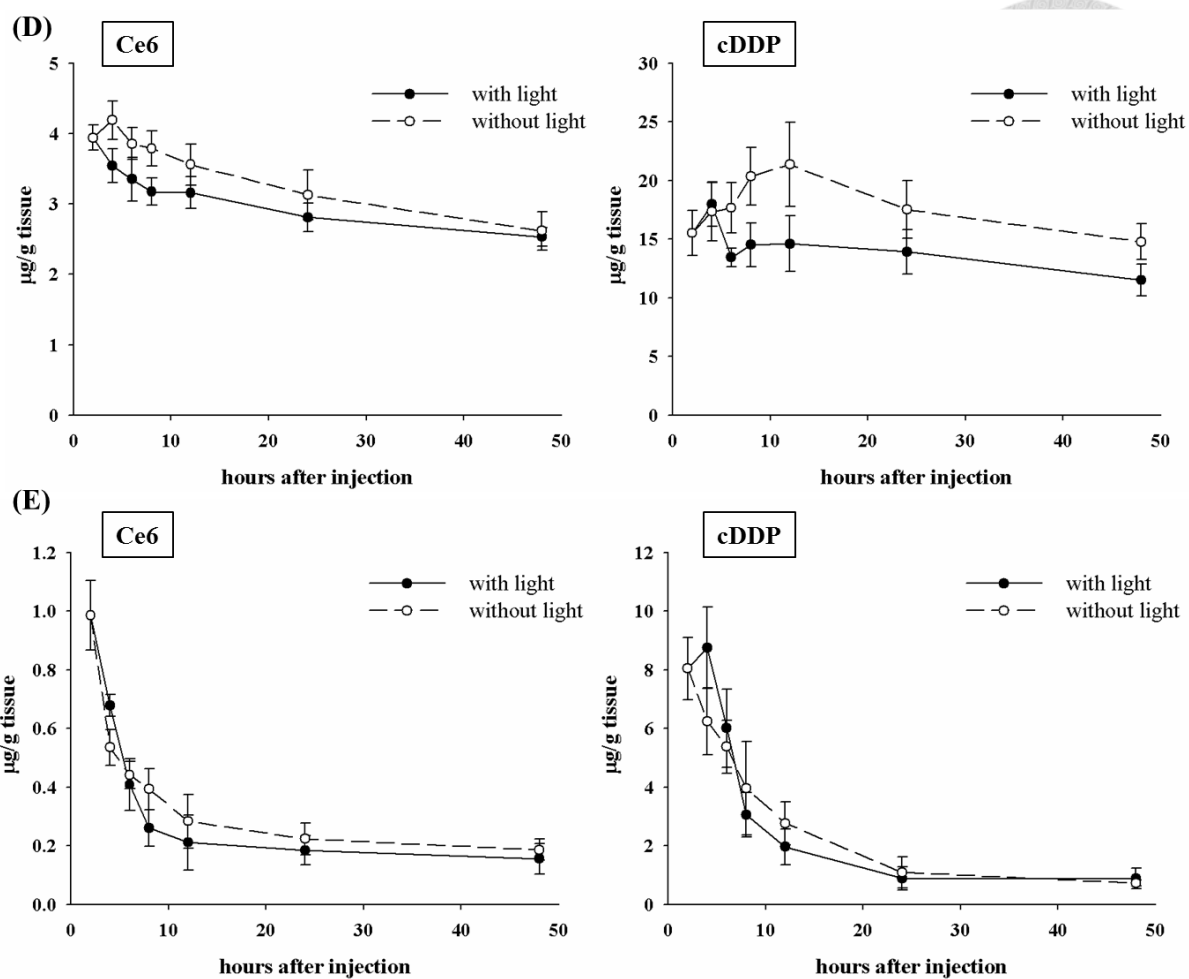 (D)
Ce6
cDDP
with light
without light
with light
without light
5
4
3
2
1
0
30
25
20
15
10
5
0
µg/g tissue
µg/g tissue
0 10 20 30 40 50
0 10 20 30 40 50
hours after injection
hours after injection
(E)
Ce6
cDDP
with light
without light
with light
without light
1.2
1.0
0.8
0.6
0.4
0.2
0.0
12
10
8
6
4
2
0
µg/g tissue
µg/g tissue
0 10 20 30 40 50
0 10 20 30 40 50
hours after injection
hours after injection